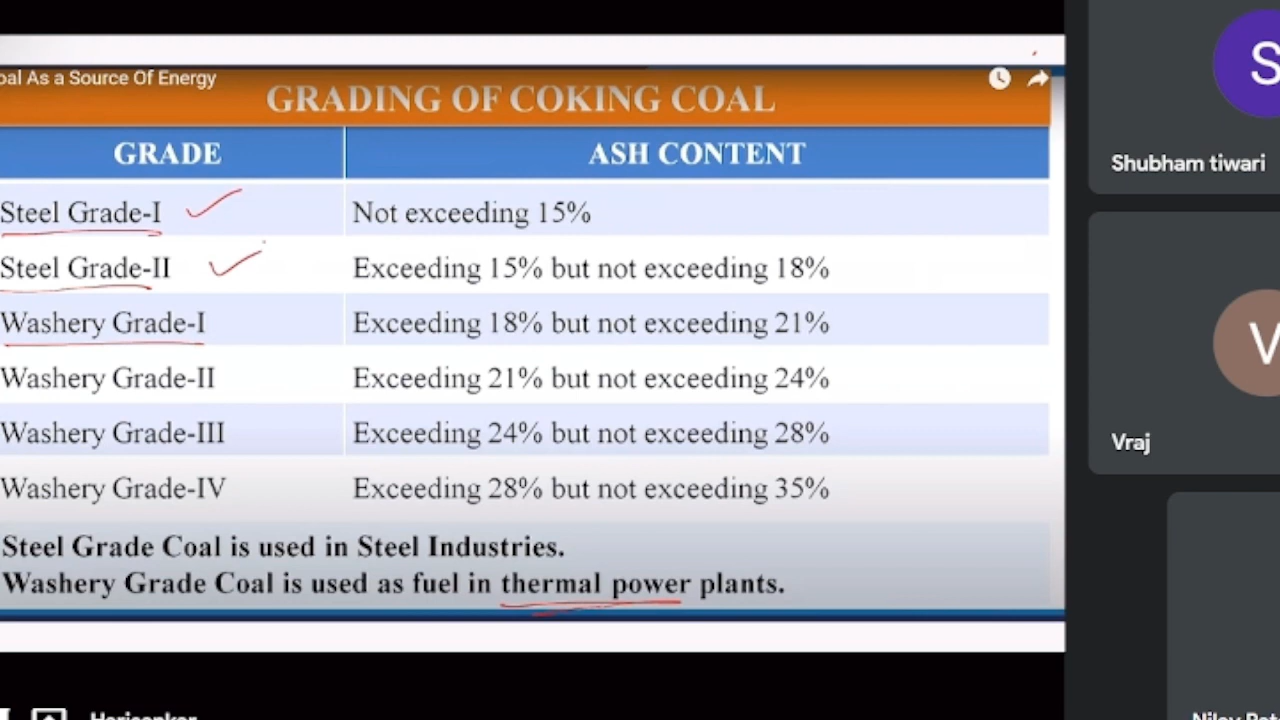 oal As a Source Of Energy
GRADING OF COKING COAL
GRADE ASH CONTENT
Steel Grade-I Not exceeding 15%
Steel Grade-II Exceeding 15% but not exceeding 18%
Washery Grade-I Exceeding 18% but not exceeding 21%
Washery Grade-II Exceeding 21% but not exceeding 24%
Washery Grade-III Exceeding 24% but not exceeding 28%
Washery Grade-IV Exceeding 28% but not exceeding 35%
Steel Grade Coal is used in Steel Industries.
Washery Grade Coal is used as fuel in thermal power plants.
S
Shubham tiwari
V
Vraj